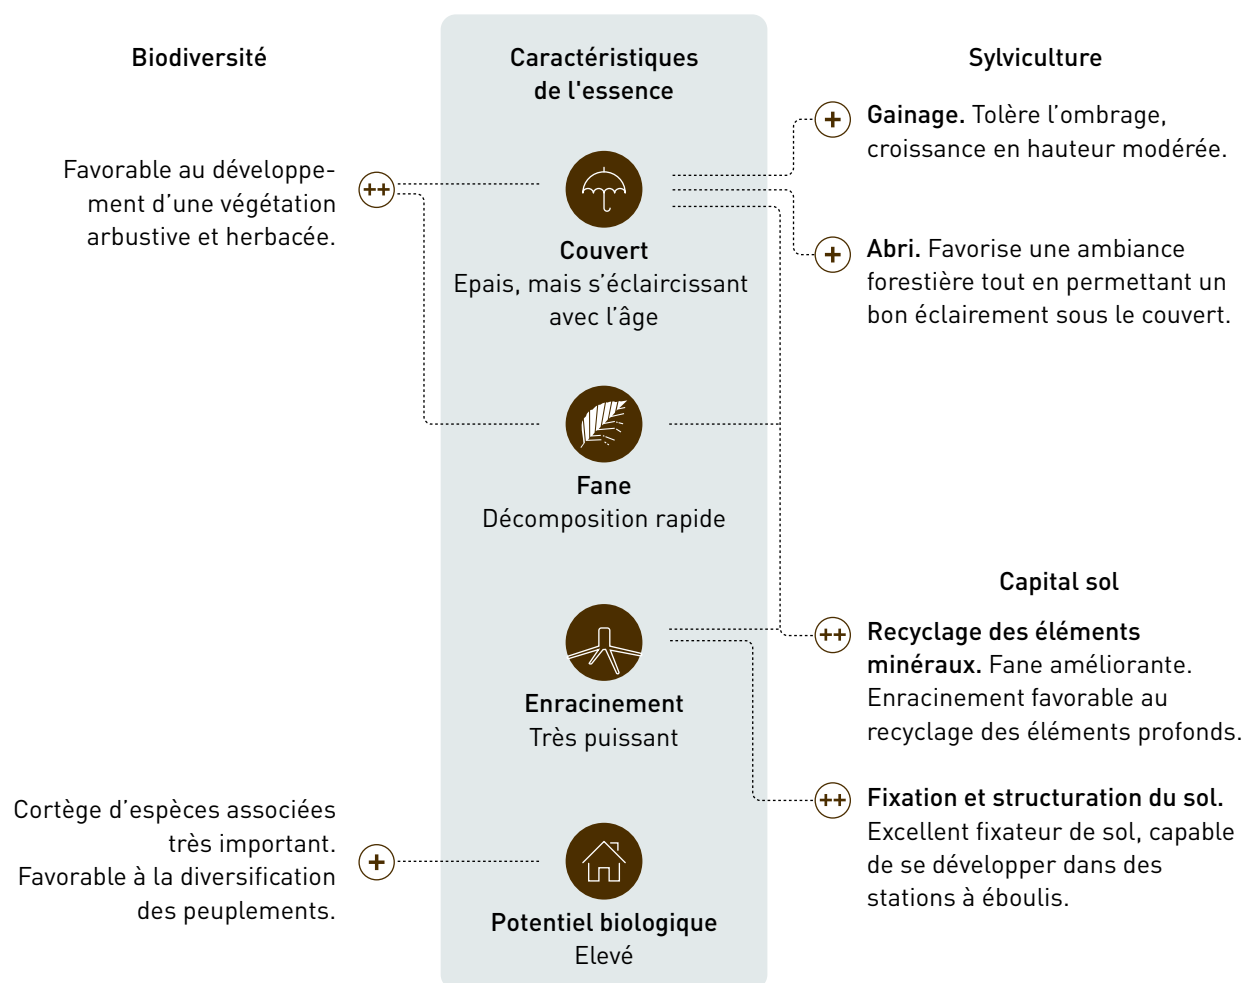 Biodiversité
Favorable au développe-
ment d’une végétation
arbustive et herbacée.
++
Cortège d’espèces associées
très important.
Favorable à la diversification
des peuplements.
+
Caractéristiques
de l'essence
Couvert
Epais, mais s’éclaircissant
avec l’âge
Fane
Décomposition rapide
Enracinement
Très puissant
Potentiel biologique
Elevé
Sylviculture
+
Gainage. Tolère l’ombrage,
croissance en hauteur modérée.
+
Abri. Favorise une ambiance
forestière tout en permettant un
bon éclairement sous le couvert.
Capital sol
++
Recyclage des éléments
minéraux. Fane améliorante.
Enracinement favorable au
recyclage des éléments profonds.
++
Fixation et structuration du sol.
Excellent fixateur de sol, capable
de se développer dans des
stations à éboulis.